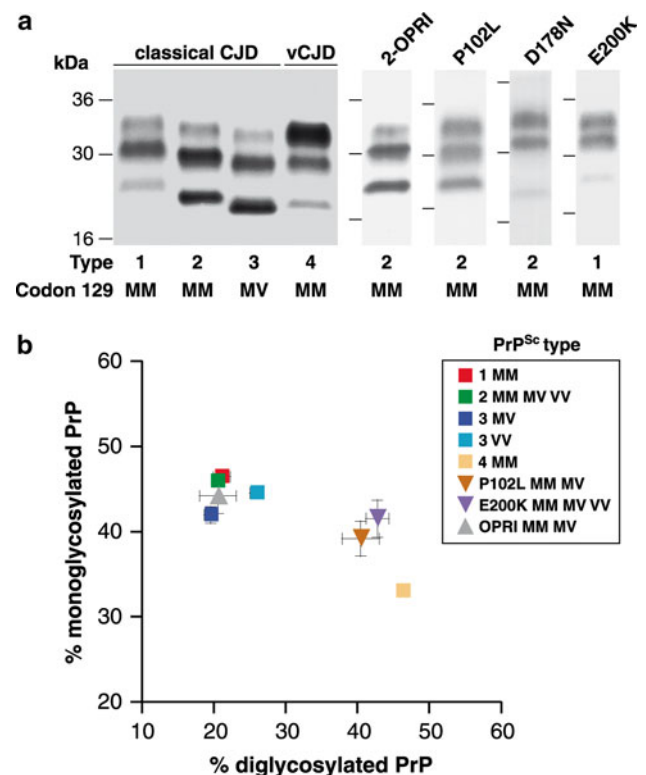 a
classical CJD vCJD 2-OPRI P102L D178N E200K
kDa
36
30
16
Type 1 2 3 4 2 2 2 1
Codon 129 MM MM MV MM MM MM MM MM
b
60
50
40
30
20
10 20 30 40 50 60
% monoglycosylated PrP
% diglycosylated PrP
PrPSc type
1 MM
2 MM MV VV
3 MV
3 VV
4 MM
P102L MM MV
E200K MM MV VV
OPRI MM MV